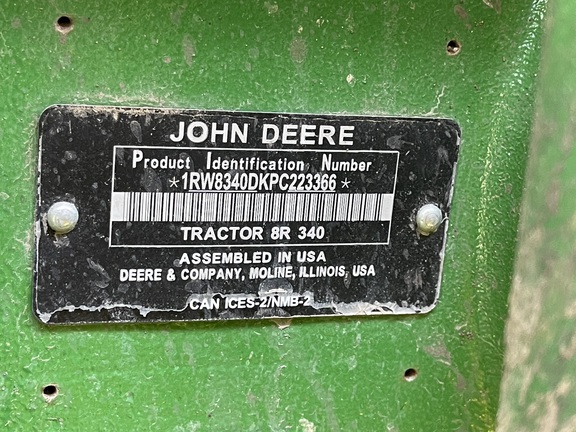 JOHN DEERE
Product Identification Number
*1RW8340DKPC223366*
TRACTOR 8R 340
ASSEMBLED IN USA
DEERE & COMPANY, MOLINE, ILLINOIS, USA
CAN ICES-2/NMB-2